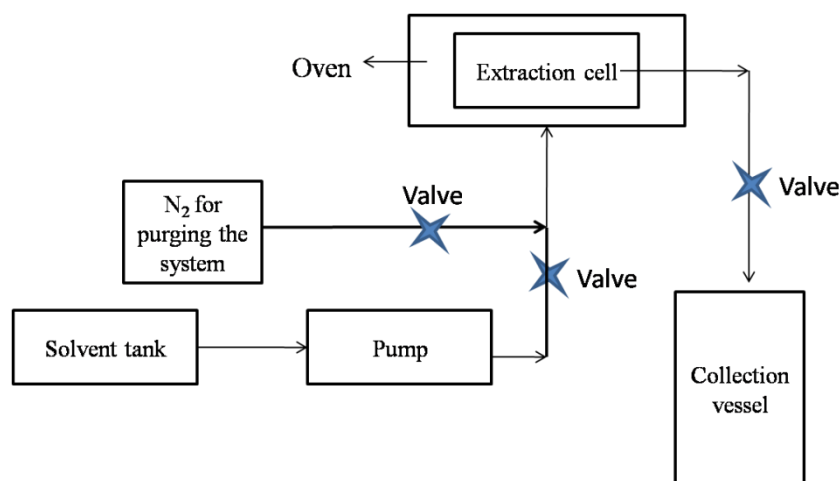 Oven
Extraction cell
Valve
Valve
N₂ for
purging the
system
Valve
Solvent tank
Pump
Collection
vessel